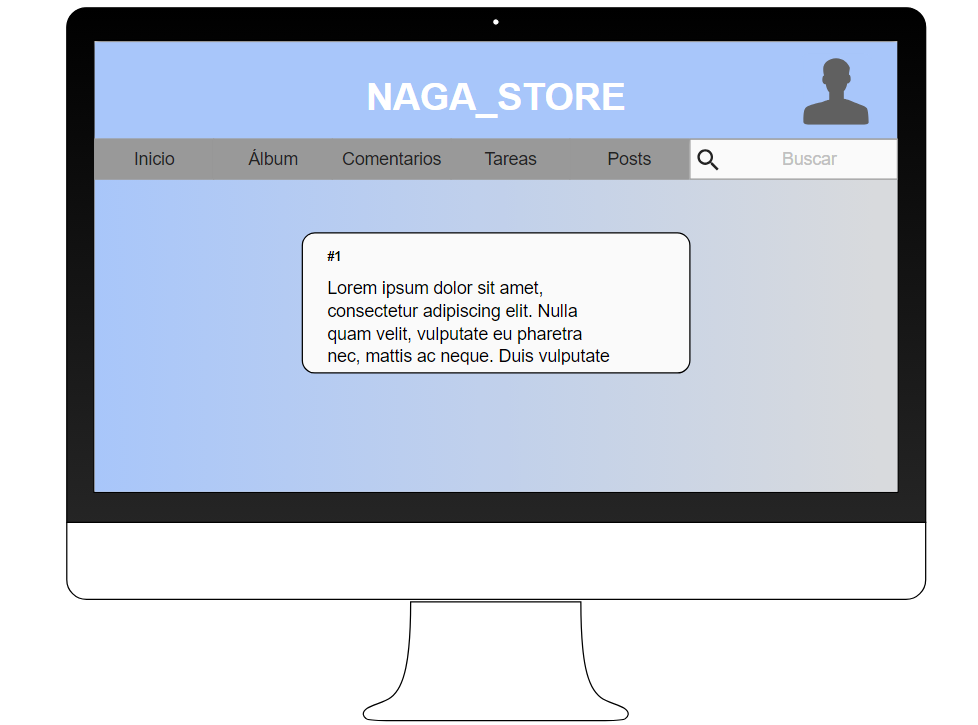 NAGA_STORE
Inicio Álbum Comentarios Tareas Posts Buscar
#1
Lorem ipsum dolor sit amet,
consectetur adipiscing elit. Nulla
quam velit, vulputate eu pharetra
nec, mattis ac neque. Duis vulputate